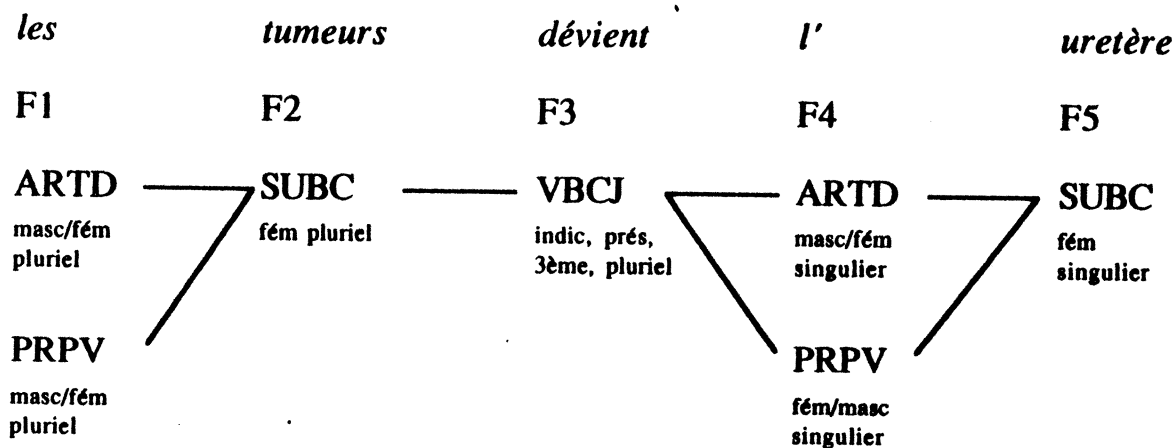 les tumeurs dévient l' uretère
F1 F2 F3 F4 F5
ARTD SUBC VBCJ ARTD SUBC
masc/fém fém pluriel indic, prés, masc/fém fém
pluriel 3ème, pluriel singulier singulier
PRPV PRPV
masc/fém fém/masc
pluriel singulier